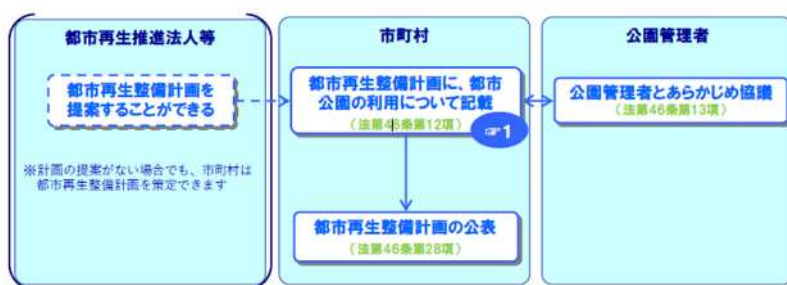 都市再生推進法人等
都市再生整備計画を
提案することができる
※計画の提案がない場合でも、市町村は
都市再生整備計画を策定できます
市町村
都市再生整備計画に、都市
公園の利用について記載
（法第46条第12項）
☞1
都市再生整備計画の公表
（法第46条第28項）
公園管理者
公園管理者とあらかじめ協議
（法第46条第13項）